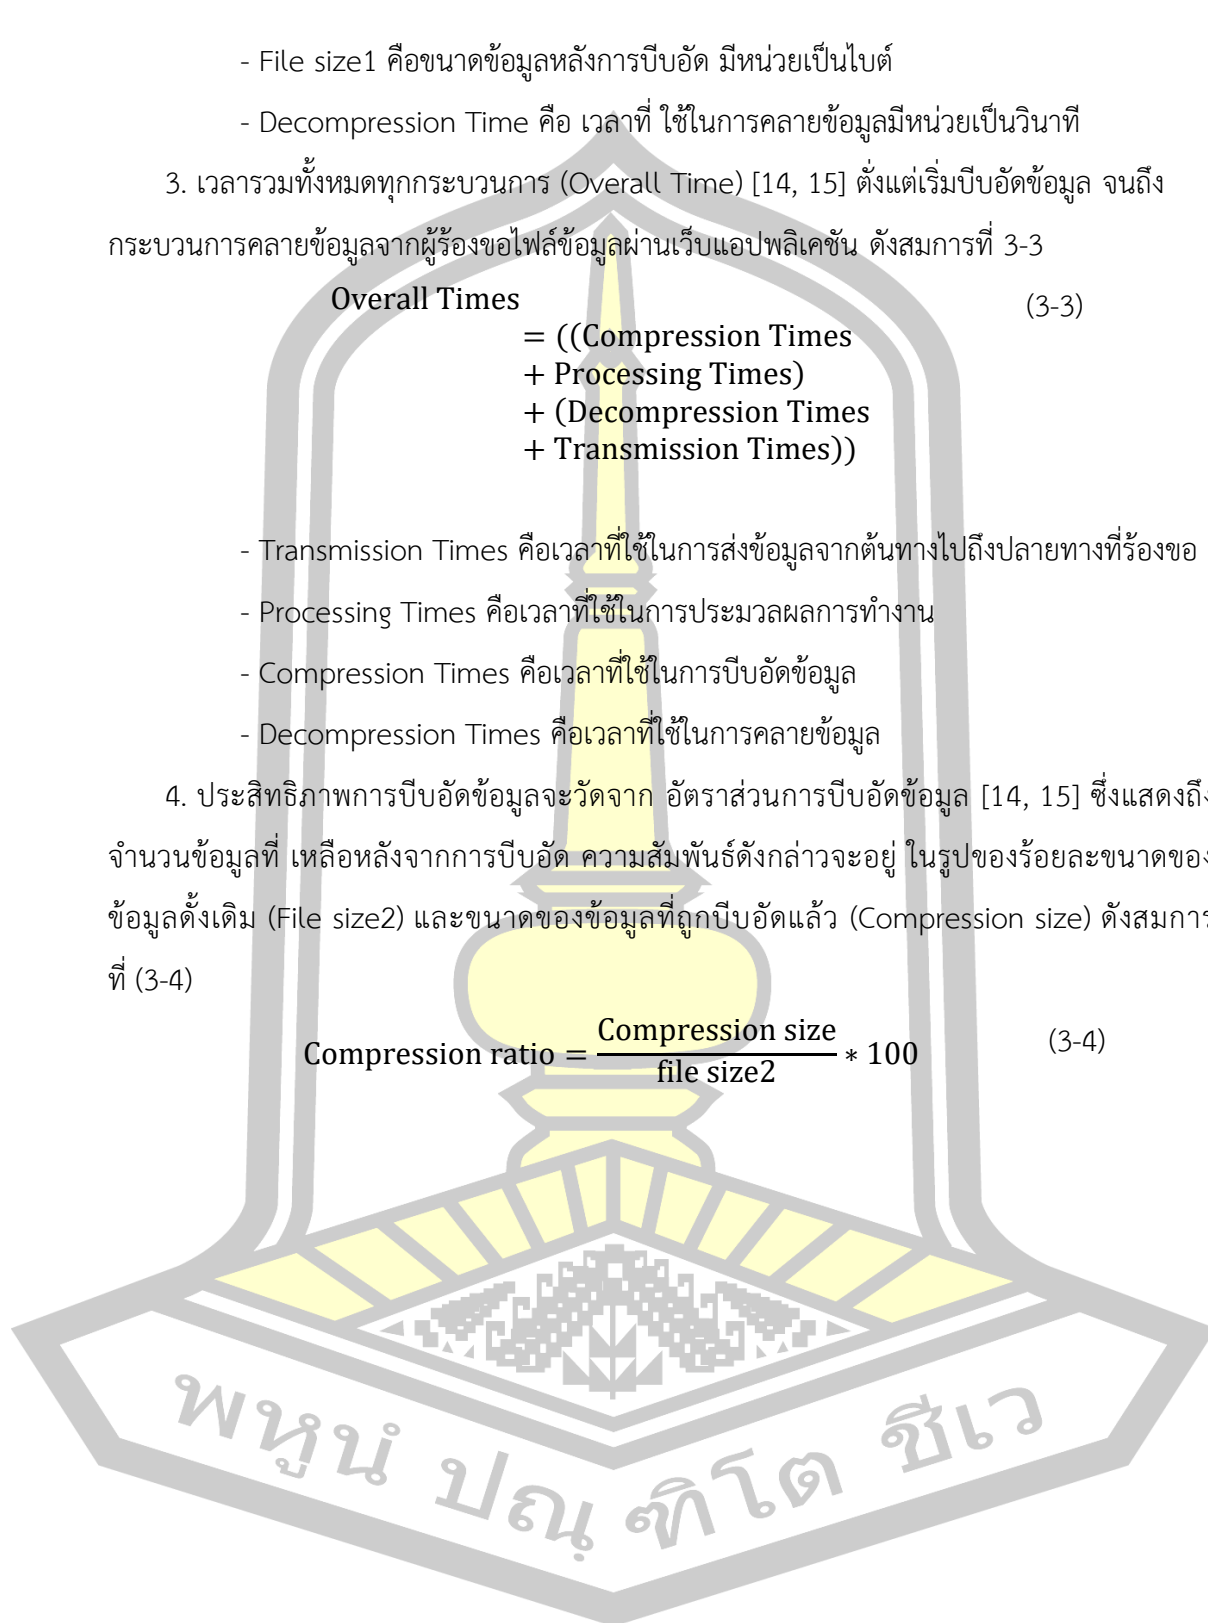 - File size1 คือขนาดข้อมูลหลังการบีบอัด มีหน่วยเป็นไบต์
- Decompression Time คือ เวลาที่ ใช้ในการคลายข้อมูลมีหน่วยเป็นวินาที
3. เวลารวมทั้งหมดทุกกระบวนการ (Overall Time) [14, 15] ตั้งแต่เริ่มบีบอัดข้อมูล จนถึง
กระบวนการคลายข้อมูลจากผู้ร้องขอไฟล์ข้อมูลผ่านเว็บแอปพลิเคชัน ดังสมการที่ 3-3
Overall Times (3-3)
= ((Compression Times
+ Processing Times)
+ (Decompression Times
+ Transmission Times))
- Transmission Times คือเวลาที่ใช้ในการส่งข้อมูลจากต้นทางไปถึงปลายทางที่ร้องขอ
- Processing Times คือเวลาที่ใช้ในการประมวลผลการทำงาน
- Compression Times คือเวลาที่ใช้ในการบีบอัดข้อมูล
- Decompression Times คือเวลาที่ใช้ในการคลายข้อมูล
4. ประสิทธิภาพการบีบอัดข้อมูลจะวัดจาก อัตราส่วนการบีบอัดข้อมูล [14, 15] ซึ่งแสดงถึง
จำนวนข้อมูลที่ เหลือหลังจากการบีบอัด ความสัมพันธ์ดังกล่าวจะอยู่ ในรูปของร้อยละขนาดของ
ข้อมูลดั้งเดิม (File size2) และขนาดของข้อมูลที่ถูกบีบอัดแล้ว (Compression size) ดังสมการ
ที่ (3-4)
Compression ratio = Compression size / file size2 * 100 (3-4)
พหูนํ ปณฺฑิโต ชีเว